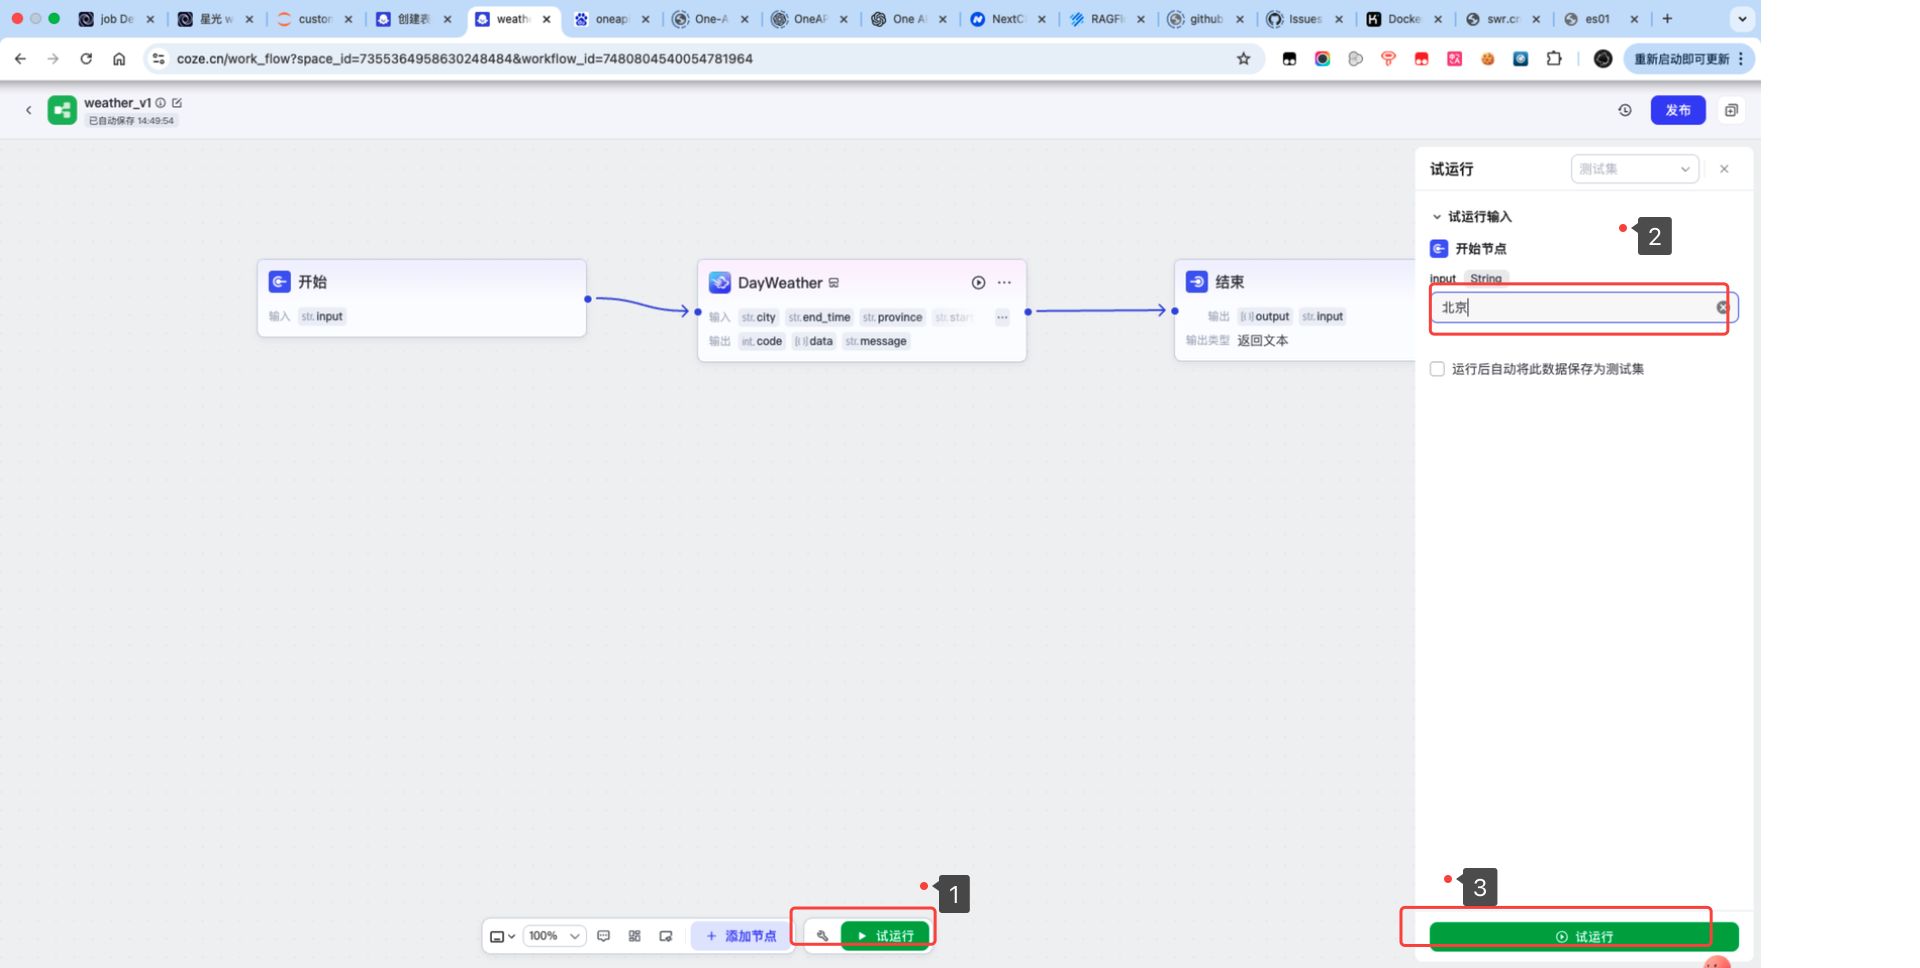 job De
星光 w
custon
创建表
weathe
oneap
One-A
OneAF
One A
NextC
RAGFl
github
Issues
Docke
swr.cr
es01
coze.cn/work_flow?space_id=7355364958630248484&workflow_id=7480804540054781964
重新启动即可更新
weather_v1
已自动保存 14:49:54
发布
试运行
测试集
试运行输入
2
开始节点
input String
北京
运行后自动将此数据保存为测试集
开始
输入 str.input
DayWeather
输入 str.city str.end_time str.province str.start ...
输出 int.code [()]data str.message
结束
输出 [()]output str.input
输出类型 返回文本
1
3
100%
+ 添加节点
试运行
试运行